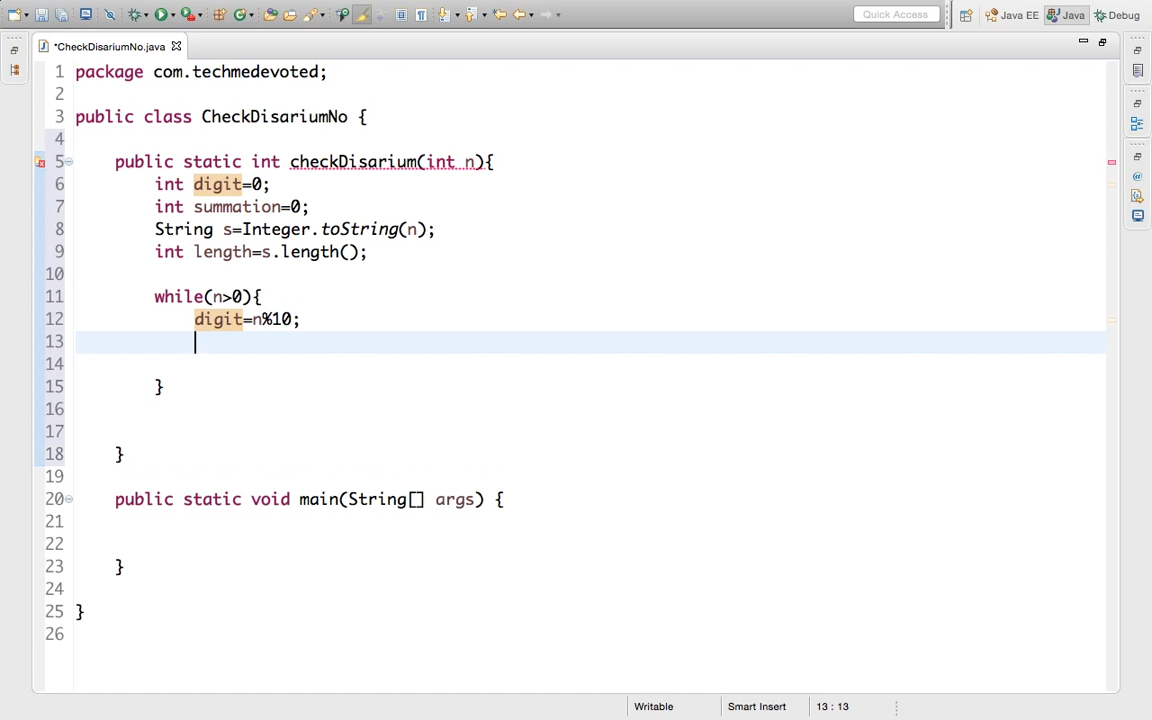 Quick Access
Java EE
Java
Debug
*CheckDisariumNo.java
1 package com.techmedevoted;
2
3 public class CheckDisariumNo {
4
5 public static int checkDisarium(int n){
6 int digit=0;
7 int summation=0;
8 String s=Integer.toString(n);
9 int length=s.length();
10
11 while(n>0){
12 digit=n%10;
13
14
15 }
16
17
18 }
19
20 public static void main(String[] args) {
21
22
23 }
24
25 }
26
Writable
Smart Insert
13 : 13